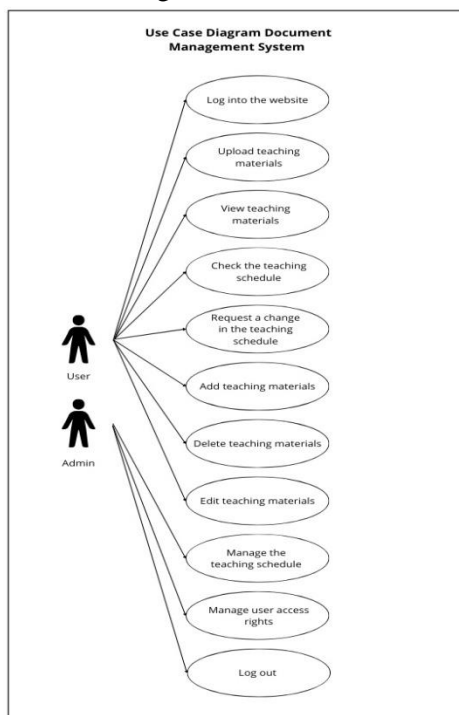 Use Case Diagram Document
Management System
Log into the website
Upload teaching
materials
View teaching
materials
Check the teaching
schedule
Request a change
in the teaching
schedule
User
Add teaching materials
Admin
Delete teaching materials
Edit teaching materials
Manage the
teaching schedule
Manage user access
rights
Log out